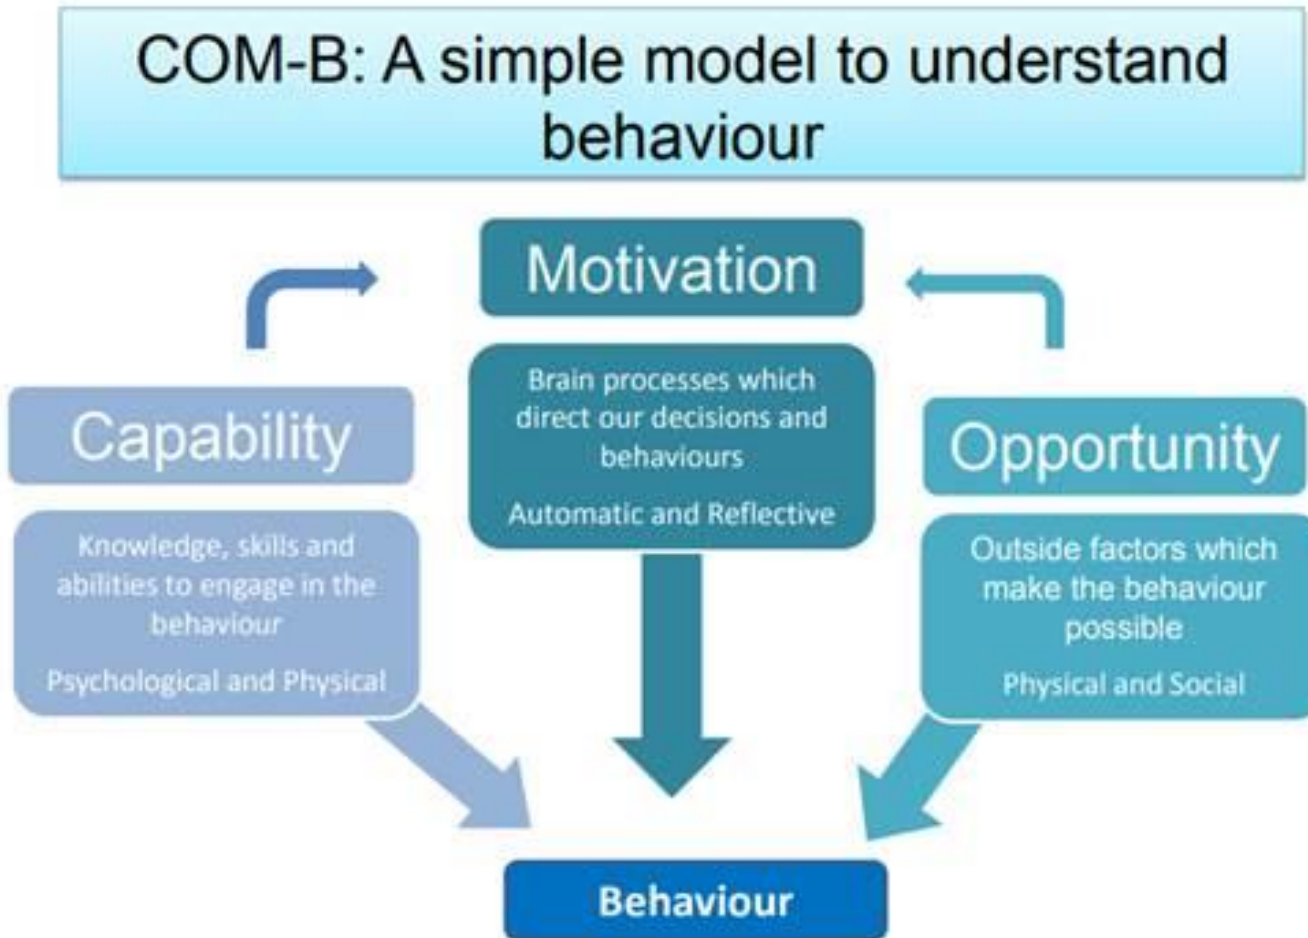 COM-B: A simple model to understand
behaviour
Motivation
Brain processes which
direct our decisions and
behaviours
Automatic and Reflective
Capability
Knowledge, skills and
abilities to engage in the
behaviour
Psychological and Physical
Opportunity
Outside factors which
make the behaviour
possible
Physical and Social
Behaviour